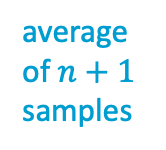 average
of n + 1
samples